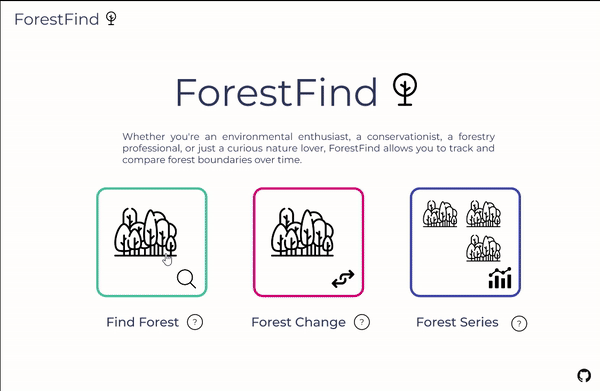 ForestFind
ForestFind
Whether you're an environmental enthusiast, a conservationist, a forestry
professional, or just a curious nature lover, ForestFind allows you to track and
compare forest boundaries over time.
Find Forest ?
Forest Change ?
Forest Series ?